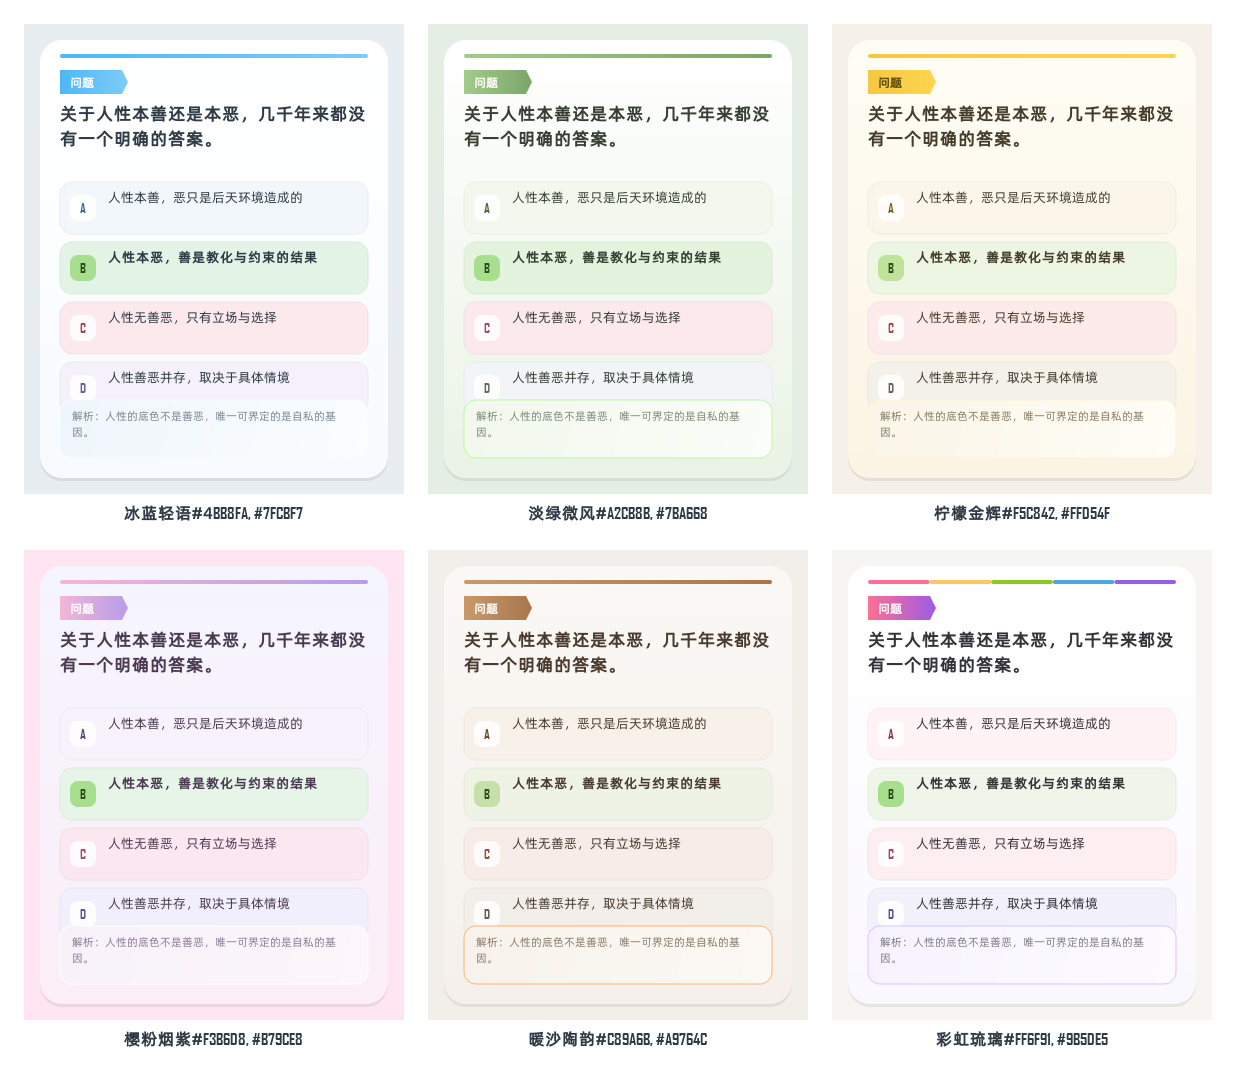 问题
关于人性本善还是本恶，几千年来都没
有一个明确的答案。
A 人性本善，恶只是后天环境造成的
B 人性本恶，善是教化与约束的结果
C 人性无善恶，只有立场与选择
D 人性善恶并存，取决于具体情境
解析：人性的底色不是善恶，唯一可界定的是自私的基
因。
冰蓝轻语#4BB8FA, #7FCBF7
问题
关于人性本善还是本恶，几千年来都没
有一个明确的答案。
A 人性本善，恶只是后天环境造成的
B 人性本恶，善是教化与约束的结果
C 人性无善恶，只有立场与选择
D 人性善恶并存，取决于具体情境
解析：人性的底色不是善恶，唯一可界定的是自私的基
因。
淡绿微风#A2CB8B, #7BA668
问题
关于人性本善还是本恶，几千年来都没
有一个明确的答案。
A 人性本善，恶只是后天环境造成的
B 人性本恶，善是教化与约束的结果
C 人性无善恶，只有立场与选择
D 人性善恶并存，取决于具体情境
解析：人性的底色不是善恶，唯一可界定的是自私的基
因。
柠檬金辉#F5C842, #FFD54F
问题
关于人性本善还是本恶，几千年来都没
有一个明确的答案。
A 人性本善，恶只是后天环境造成的
B 人性本恶，善是教化与约束的结果
C 人性无善恶，只有立场与选择
D 人性善恶并存，取决于具体情境
解析：人性的底色不是善恶，唯一可界定的是自私的基
因。
樱粉烟紫#F3B6D8, #B79CE8
问题
关于人性本善还是本恶，几千年来都没
有一个明确的答案。
A 人性本善，恶只是后天环境造成的
B 人性本恶，善是教化与约束的结果
C 人性无善恶，只有立场与选择
D 人性善恶并存，取决于具体情境
解析：人性的底色不是善恶，唯一可界定的是自私的基
因。
暖沙陶韵#C89A6B, #A9764C
问题
关于人性本善还是本恶，几千年来都没
有一个明确的答案。
A 人性本善，恶只是后天环境造成的
B 人性本恶，善是教化与约束的结果
C 人性无善恶，只有立场与选择
D 人性善恶并存，取决于具体情境
解析：人性的底色不是善恶，唯一可界定的是自私的基
因。
彩虹琉璃#FF6F91, #9B5DE5